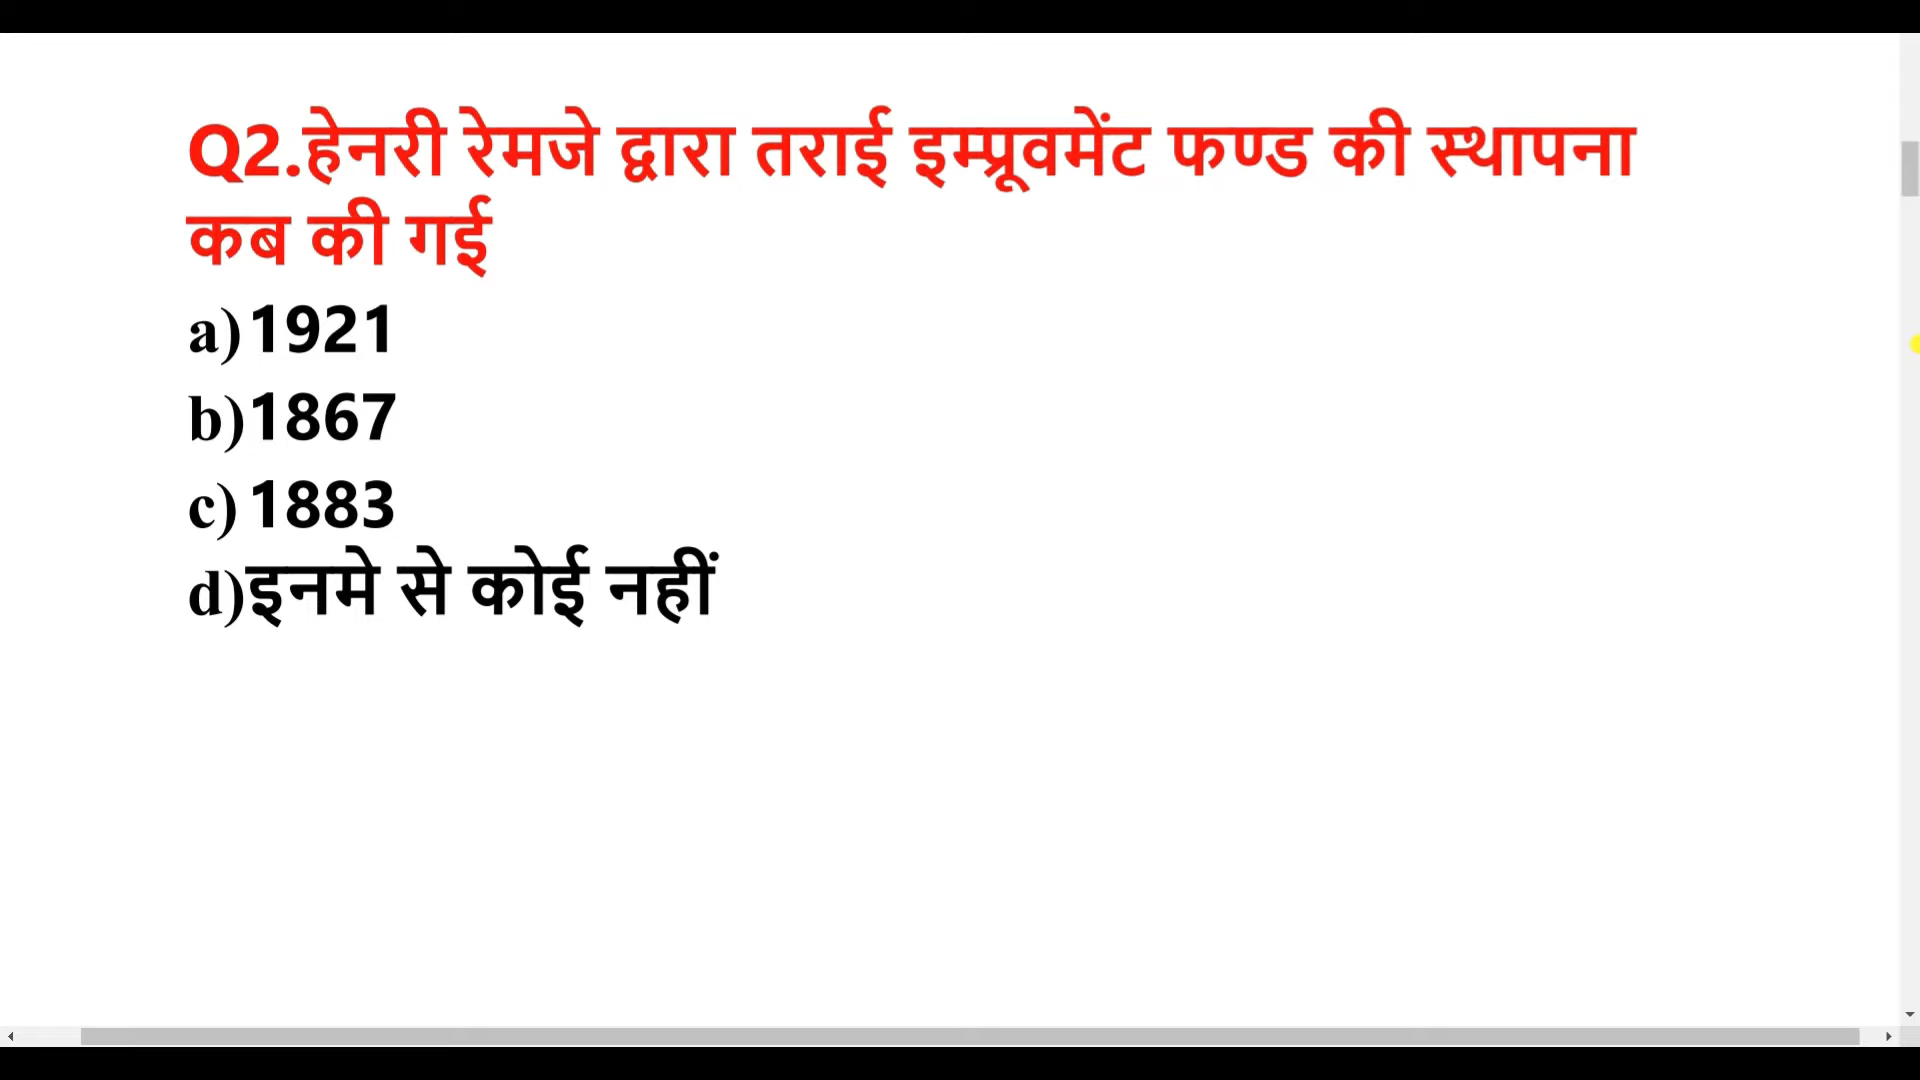 Q2.हेनरी रेमजे द्वारा तराई इम्प्रूवमेंट फण्ड की स्थापना
कब की गई
a)1921
b)1867
c)1883
d)इनमे से कोई नहीं